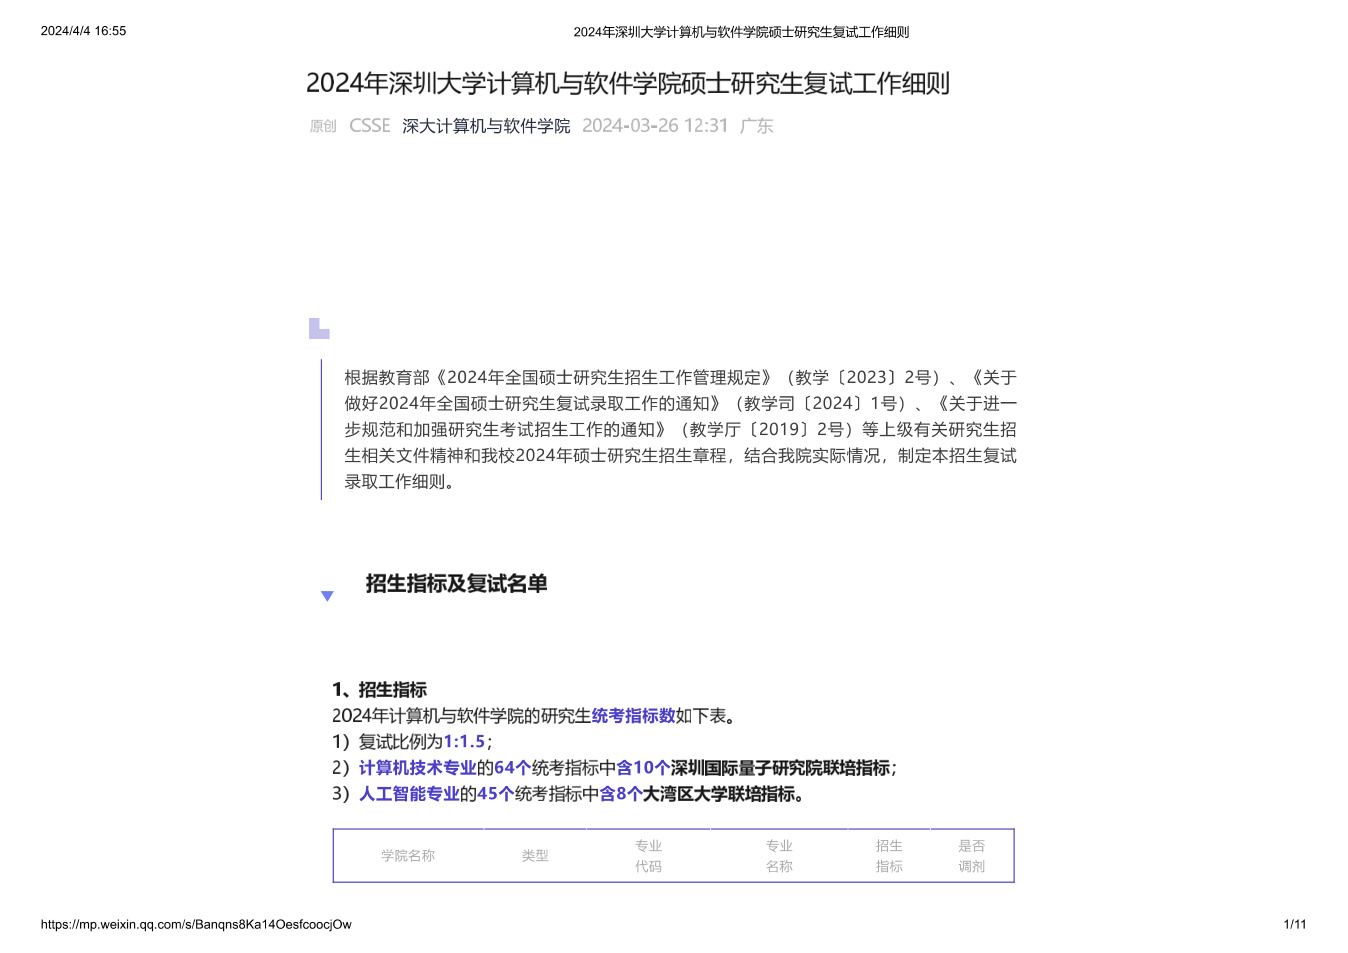 2024/4/4 16:55
2024年深圳大学计算机与软件学院硕士研究生复试工作细则
2024年深圳大学计算机与软件学院硕士研究生复试工作细则
原创 CSSE 深大计算机与软件学院 2024-03-26 12:31 广东
根据教育部《2024年全国硕士研究生招生工作管理规定》（教学〔2023〕2号）、《关于
做好2024年全国硕士研究生复试录取工作的通知》（教学司〔2024〕1号）、《关于进一
步规范和加强研究生考试招生工作的通知》（教学厅〔2019〕2号）等上级有关研究生招
生相关文件精神和我校2024年硕士研究生招生章程，结合我院实际情况，制定本招生复试
录取工作细则。
招生指标及复试名单
1、招生指标
2024年计算机与软件学院的研究生统考指标数如下表。
1）复试比例为1:1.5；
2）计算机技术专业的64个统考指标中含10个深圳国际量子研究院联培指标；
3）人工智能专业的45个统考指标中含8个大湾区大学联培指标。
学院名称 类型 专业代码 专业名称 招生指标 是否调剂
https://mp.weixin.qq.com/s/Banqns8Ka14OesfcoocjOw
1/11